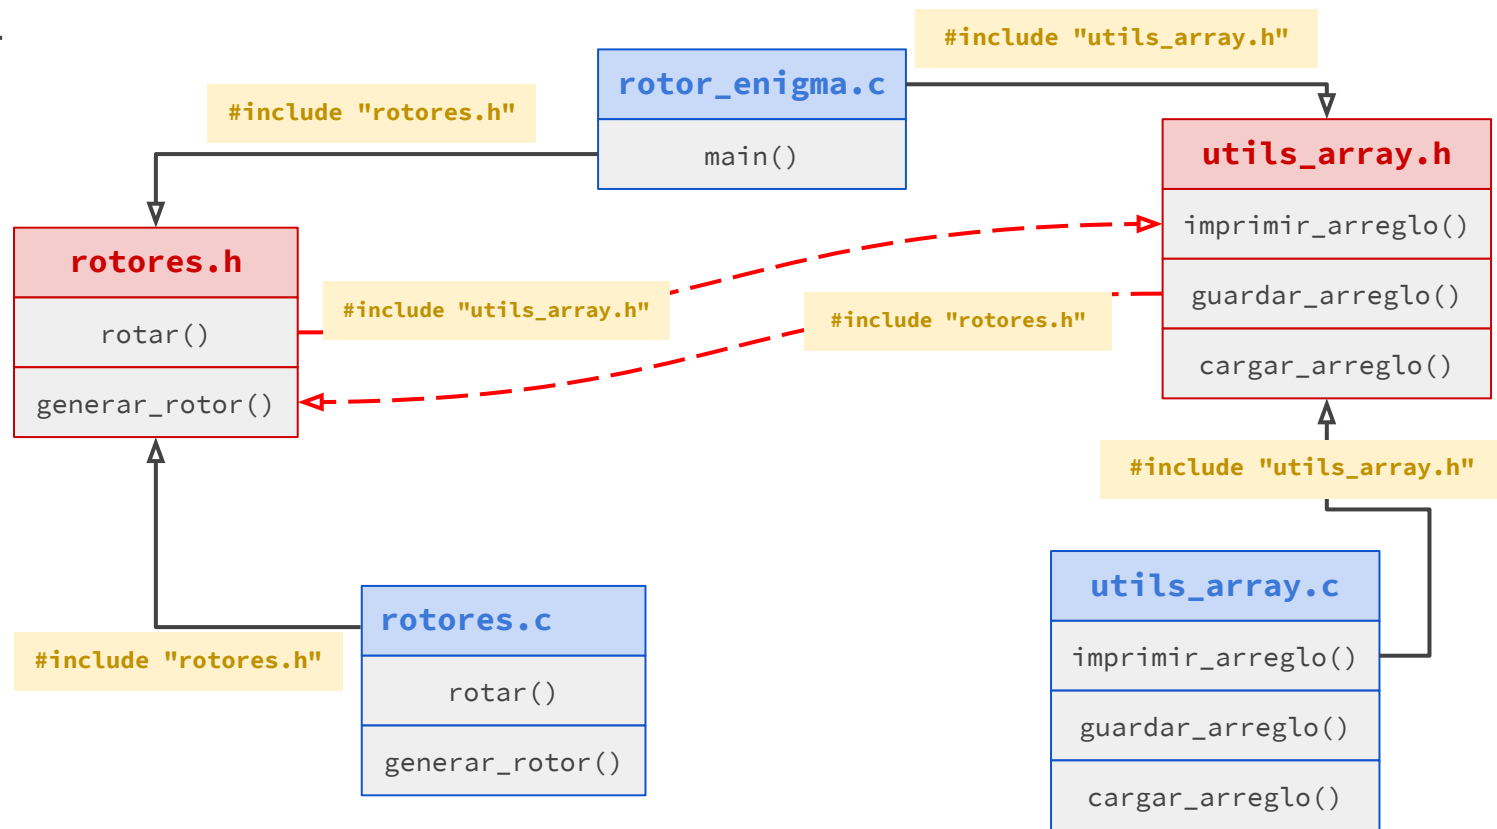 #include "utils_array.h"
rotor_enigma.c
main()
#include "rotores.h"
utils_array.h
imprimir_arreglo()
guardar_arreglo()
cargar_arreglo()
rotores.h
rotar()
generar_rotor()
#include "utils_array.h"
#include "rotores.h"
#include "utils_array.h"
rotores.c
rotar()
generar_rotor()
#include "rotores.h"
utils_array.c
imprimir_arreglo()
guardar_arreglo()
cargar_arreglo()